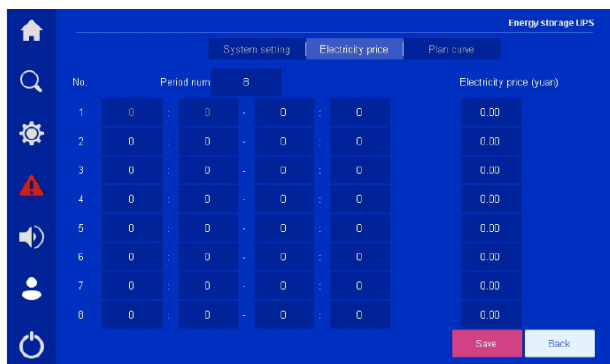 Energy storage UPS
System setting Electricity price Plan curve
No. Period num 8 Electricity price (yuan)
1 0 : 0 - 0 : 0 0.00
2 0 : 0 - 0 : 0 0.00
3 0 : 0 - 0 : 0 0.00
4 0 : 0 - 0 : 0 0.00
5 0 : 0 - 0 : 0 0.00
6 0 : 0 - 0 : 0 0.00
7 0 : 0 - 0 : 0 0.00
8 0 : 0 - 0 : 0 0.00
Save Back